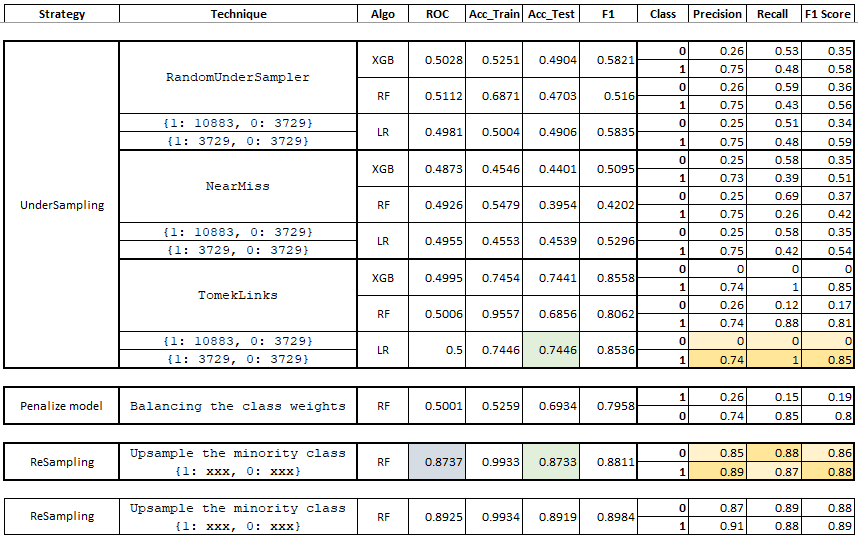 Strategy Technique Algo ROC Acc_Train Acc_Test F1 Class Precision Recall F1 Score
UnderSampling
RandomUnderSampler
{1: 10883, 0: 3729}
{1: 3729, 0: 3729}
XGB 0.5028 0.5251 0.4904 0.5821
0 0.26 0.53 0.35
1 0.75 0.48 0.58
RF 0.5112 0.6871 0.4703 0.516
0 0.26 0.59 0.36
1 0.75 0.43 0.56
LR 0.4981 0.5004 0.4906 0.5835
0 0.25 0.51 0.34
1 0.75 0.48 0.59
NearMiss
{1: 10883, 0: 3729}
{1: 3729, 0: 3729}
XGB 0.4873 0.4546 0.4401 0.5095
0 0.25 0.58 0.35
1 0.73 0.39 0.51
RF 0.4926 0.5479 0.3954 0.4202
0 0.25 0.69 0.37
1 0.75 0.26 0.42
LR 0.4955 0.4553 0.4539 0.5296
0 0.25 0.58 0.35
1 0.75 0.42 0.54
TomekLinks
{1: 10883, 0: 3729}
{1: 3729, 0: 3729}
XGB 0.4995 0.7454 0.7441 0.8558
0 0 0 0
1 0.74 1 0.85
RF 0.5006 0.9557 0.6856 0.8062
0 0.26 0.12 0.17
1 0.74 0.88 0.81
LR 0.5 0.7446 0.7446 0.8536
0 0 0 0
1 0.74 1 0.85
Penalize model Balancing the class weights RF 0.5001 0.5259 0.6934 0.7958
1 0.26 0.15 0.19
0 0.74 0.85 0.8
ReSampling
Upsample the minority class
{1: xxx, 0: xxx}
RF 0.8737 0.9933 0.8733 0.8811
0 0.85 0.88 0.86
1 0.89 0.87 0.88
ReSampling
Upsample the minority class
{1: xxx, 0: xxx}
RF 0.8925 0.9934 0.8919 0.8984
0 0.87 0.89 0.88
1 0.91 0.88 0.89